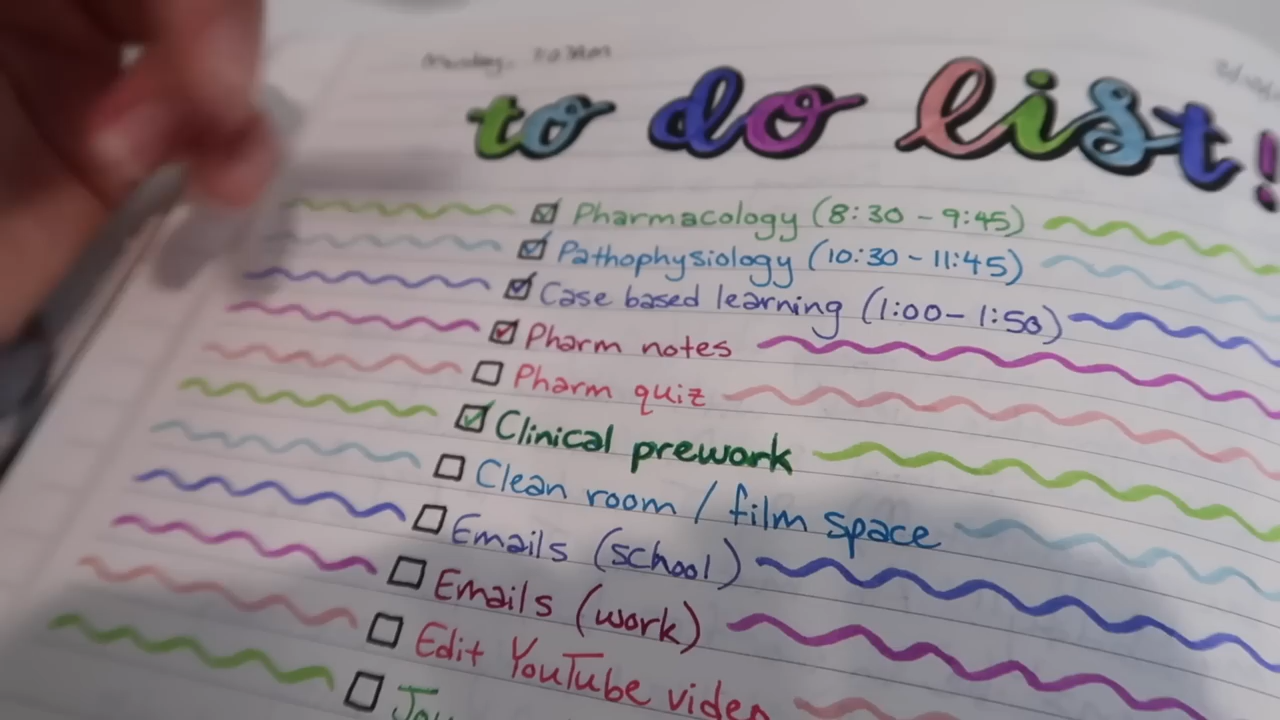 to do list!
Pharmacology (8:30 - 9:45)
Pathophysiology (10:30 - 11:45)
Case based learning (1:00 - 1:50)
Pharm notes
Pharm quiz
Clinical prework
Clean room / film space
Emails (school)
Emails (work)
Edit YouTube video